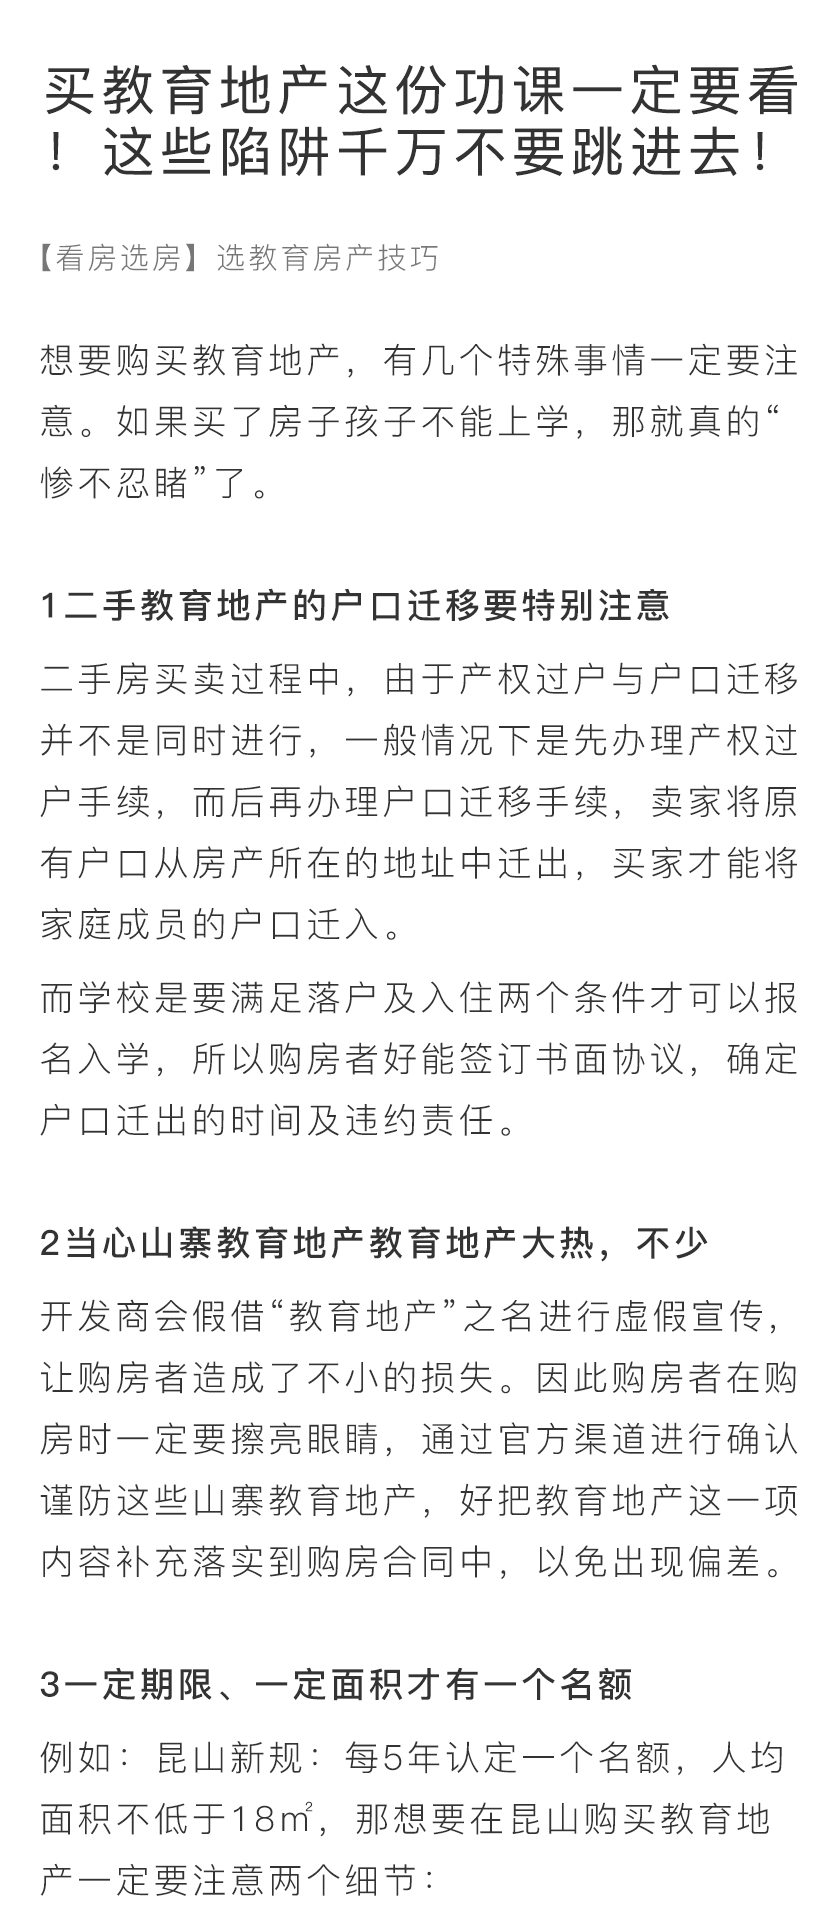 买教育地产这份功课一定要看
！这些陷阱千万不要跳进去！
【看房选房】选教育房产技巧
想要购买教育地产，有几个特殊事情一定要注
意。如果买了房子孩子不能上学，那就真的“
惨不忍睹”了。
1二手教育地产的户口迁移要特别注意
二手房买卖过程中，由于产权过户与户口迁移
并不是同时进行，一般情况下是先办理产权过
户手续，而后再办理户口迁移手续，卖家将原
有户口从房产所在的地址中迁出，买家才能将
家庭成员的户口迁入。
而学校是要满足落户及入住两个条件才可以报
名入学，所以购房者好能签订书面协议，确定
户口迁出的时间及违约责任。
2当心山寨教育地产教育地产大热，不少
开发商会假借“教育地产”之名进行虚假宣传，
让购房者造成了不小的损失。因此购房者在购
房时一定要擦亮眼睛，通过官方渠道进行确认
谨防这些山寨教育地产，好把教育地产这一项
内容补充落实到购房合同中，以免出现偏差。
3一定期限、一定面积才有一个名额
例如：昆山新规：每5年认定一个名额，人均
面积不低于18㎡，那想要在昆山购买教育地
产一定要注意两个细节：